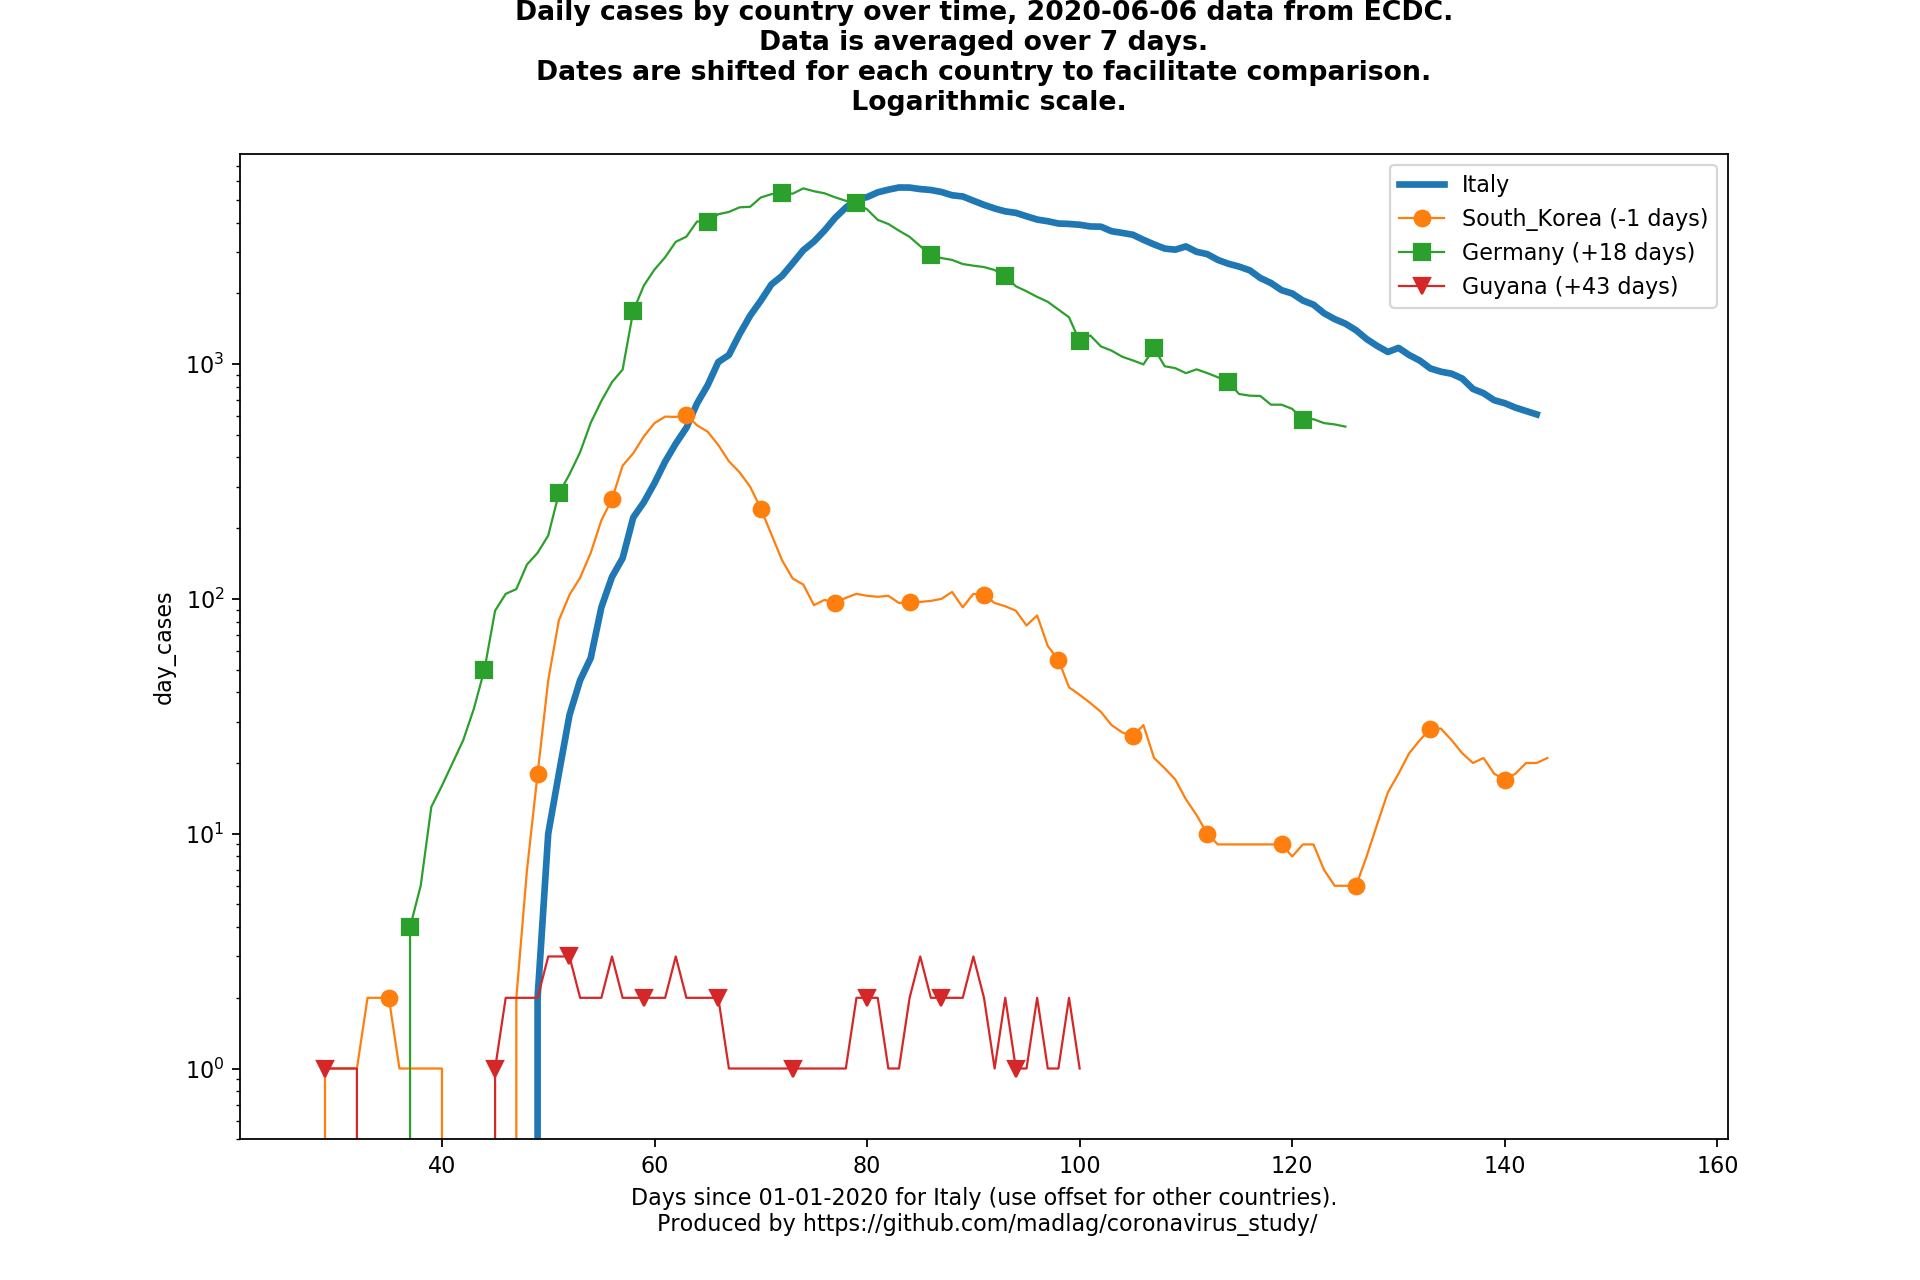 Daily cases by country over time, 2020-06-06 data from ECDC.
Data is averaged over 7 days.
Dates are shifted for each country to facilitate comparison.
Logarithmic scale.
Italy
South_Korea (-1 days)
Germany (+18 days)
Guyana (+43 days)
day_cases
10³
10²
10¹
10⁰
40 60 80 100 120 140 160
Days since 01-01-2020 for Italy (use offset for other countries).
Produced by https://github.com/madlag/coronavirus_study/